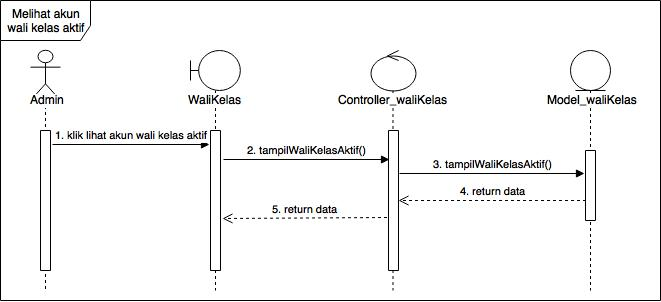 Melihat akun
wali kelas aktif
Admin
WaliKelas
Controller_waliKelas
Model_waliKelas
1. klik lihat akun wali kelas aktif
2. tampilWaliKelasAktif()
3. tampilWaliKelasAktif()
4. return data
5. return data